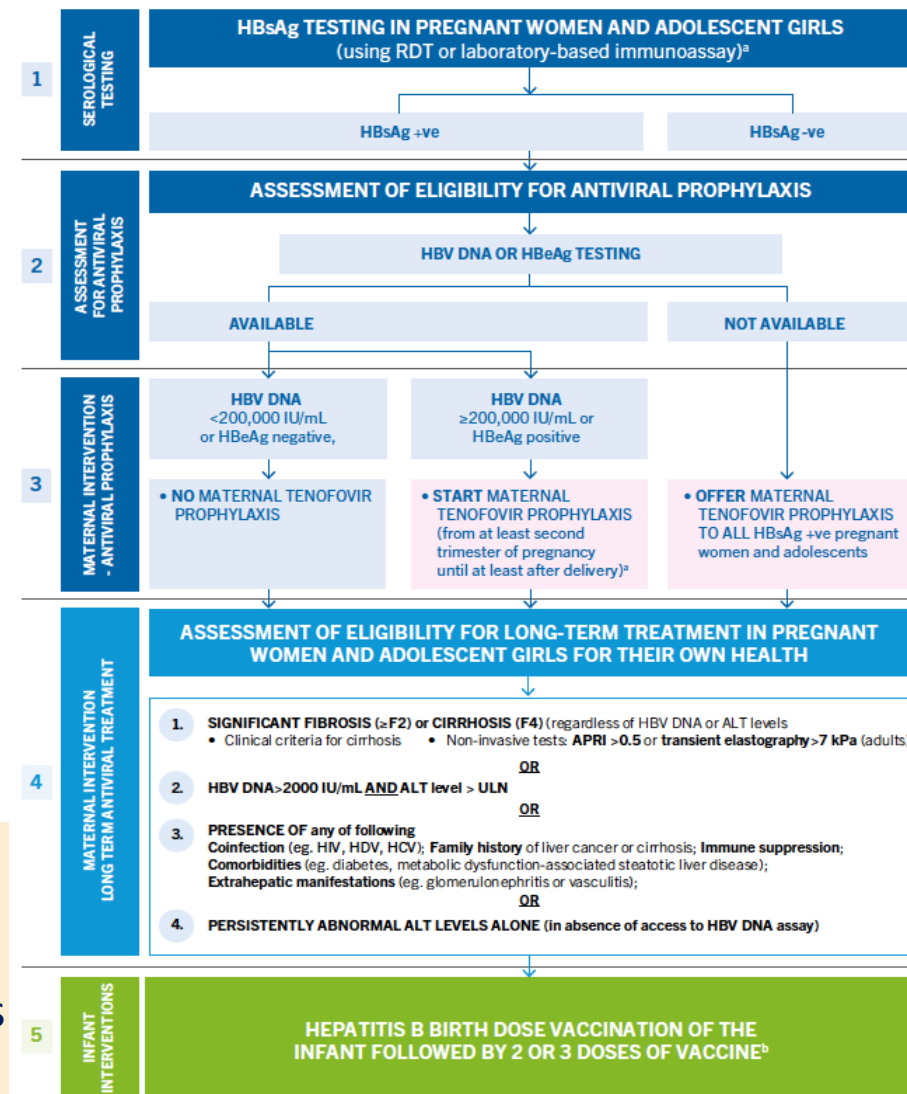 HBsAg TESTING IN PREGNANT WOMEN AND ADOLESCENT GIRLS
(using RDT or laboratory-based immunoassay)ᵃ
1
SEROLOGICAL
TESTING
HBsAg +ve
HBsAg -ve
ASSESSMENT OF ELIGIBILITY FOR ANTIVIRAL PROPHYLAXIS
2
ASSESSMENT
FOR ANTIVIRAL
PROPHYLAXIS
HBV DNA OR HBeAg TESTING
AVAILABLE
NOT AVAILABLE
3
MATERNAL INTERVENTION
- ANTIVIRAL PROPHYLAXIS
HBV DNA
<200,000 IU/mL
or HBeAg negative,
HBV DNA
≥200,000 IU/mL or
HBeAg positive
• NO MATERNAL TENOFOVIR
PROPHYLAXIS
• START MATERNAL
TENOFOVIR PROPHYLAXIS
(from at least second
trimester of pregnancy
until at least after delivery)ᵃ
• OFFER MATERNAL
TENOFOVIR PROPHYLAXIS
TO ALL HBsAg +ve pregnant
women and adolescents
4
MATERNAL INTERVENTION
LONG TERM ANTIVIRAL TREATMENT
ASSESSMENT OF ELIGIBILITY FOR LONG-TERM TREATMENT IN PREGNANT
WOMEN AND ADOLESCENT GIRLS FOR THEIR OWN HEALTH
1. SIGNIFICANT FIBROSIS (≥F2) or CIRRHOSIS (F4) (regardless of HBV DNA or ALT levels
• Clinical criteria for cirrhosis • Non-invasive tests: APRI >0.5 or transient elastography>7 kPa (adults)
OR
2. HBV DNA>2000 IU/mL AND ALT level > ULN
OR
3. PRESENCE OF any of following
Coinfection (eg. HIV, HDV, HCV); Family history of liver cancer or cirrhosis; Immune suppression;
Comorbidities (eg. diabetes, metabolic dysfunction-associated steatotic liver disease);
Extrahepatic manifestations (eg. glomerulonephritis or vasculitis);
OR
4. PERSISTENTLY ABNORMAL ALT LEVELS ALONE (in absence of access to HBV DNA assay)
S
5
INFANT
INTERVENTIONS
HEPATITIS B BIRTH DOSE VACCINATION OF THE
INFANT FOLLOWED BY 2 OR 3 DOSES OF VACCINEᵇ